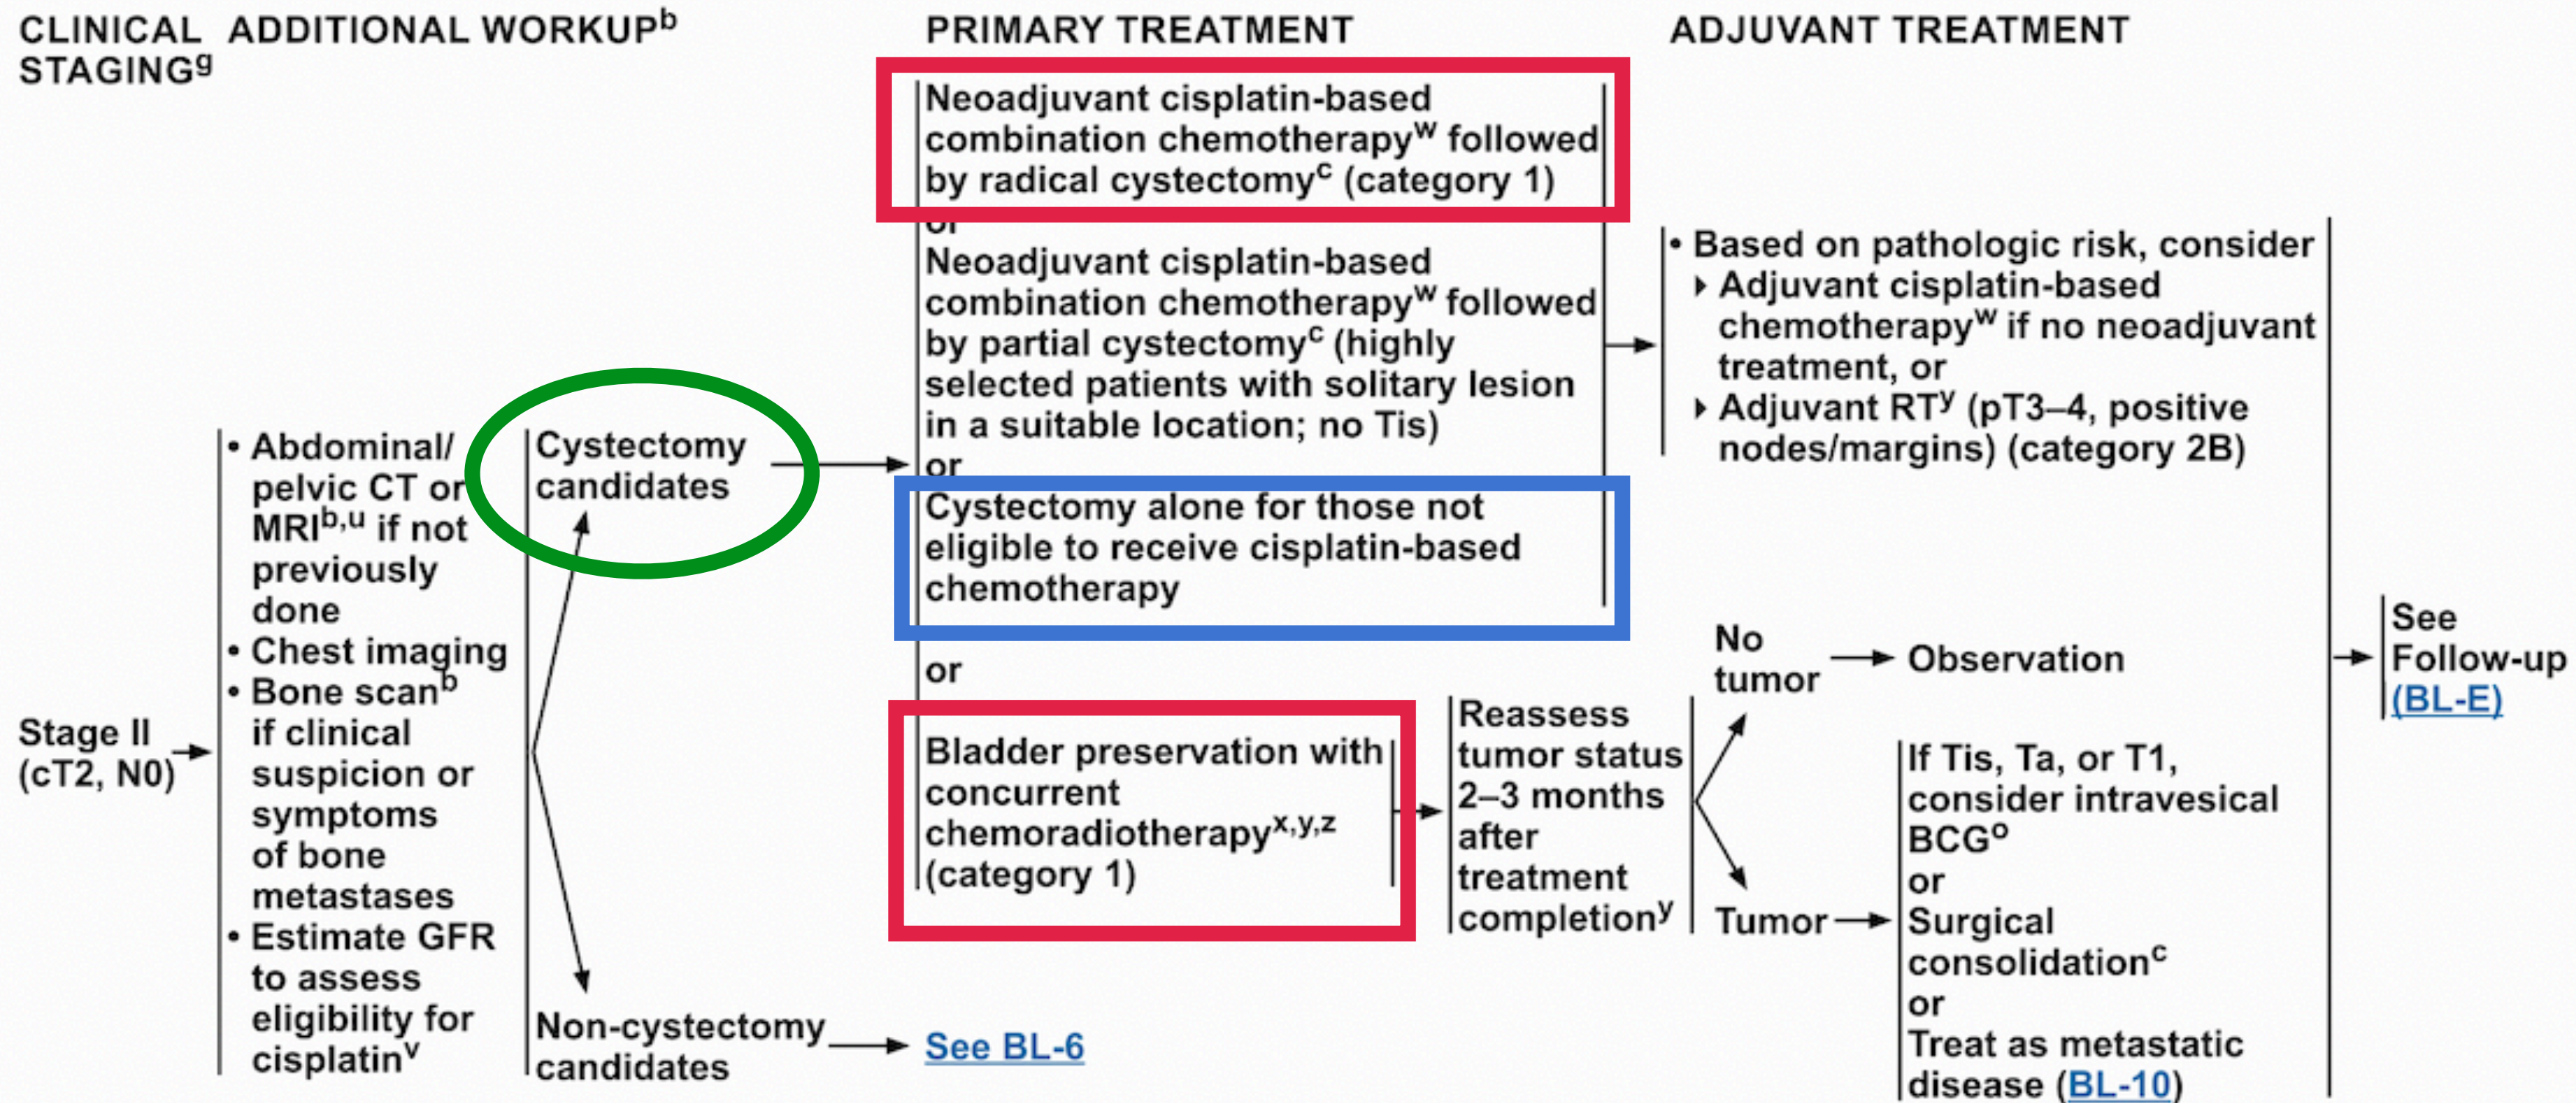 CLINICAL STAGINGᵍ
ADDITIONAL WORKUPᵇ
PRIMARY TREATMENT
ADJUVANT TREATMENT
Stage II
(cT2, N0)
• Abdominal/
pelvic CT or
MRIᵇ,ᵘ if not
previously
done
• Chest imaging
• Bone scanᵇ
if clinical
suspicion or
symptoms
of bone
metastases
• Estimate GFR
to assess
eligibility for
cisplatinᵛ
Cystectomy
candidates
Non-cystectomy
candidates
See BL-6
Neoadjuvant cisplatin-based
combination chemotherapyʷ followed
by radical cystectomyᶜ (category 1)
or
Neoadjuvant cisplatin-based
combination chemotherapyʷ followed
by partial cystectomyᶜ (highly
selected patients with solitary lesion
in a suitable location; no Tis)
or
Cystectomy alone for those not
eligible to receive cisplatin-based
chemotherapy
or
Bladder preservation with
concurrent
chemoradiotherapyˣ,ʸ,ᶻ
(category 1)
• Based on pathologic risk, consider
‣ Adjuvant cisplatin-based
chemotherapyʷ if no neoadjuvant
treatment, or
‣ Adjuvant RTʸ (pT3–4, positive
nodes/margins) (category 2B)
Reassess
tumor status
2–3 months
after
treatment
completionʸ
No
tumor
Observation
Tumor
If Tis, Ta, or T1,
consider intravesical
BCGᵒ
or
Surgical
consolidationᶜ
or
Treat as metastatic
disease (BL-10)
See
Follow-up
(BL-E)